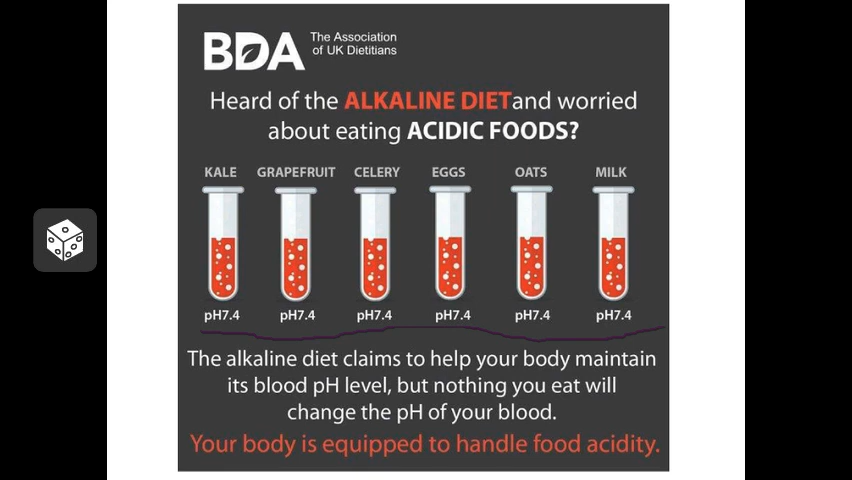 BDA The Association
of UK Dietitians
Heard of the ALKALINE DIET and worried
about eating ACIDIC FOODS?
KALE GRAPEFRUIT CELERY EGGS OATS MILK
pH7.4 pH7.4 pH7.4 pH7.4 pH7.4 pH7.4
The alkaline diet claims to help your body maintain
its blood pH level, but nothing you eat will
change the pH of your blood.
Your body is equipped to handle food acidity.